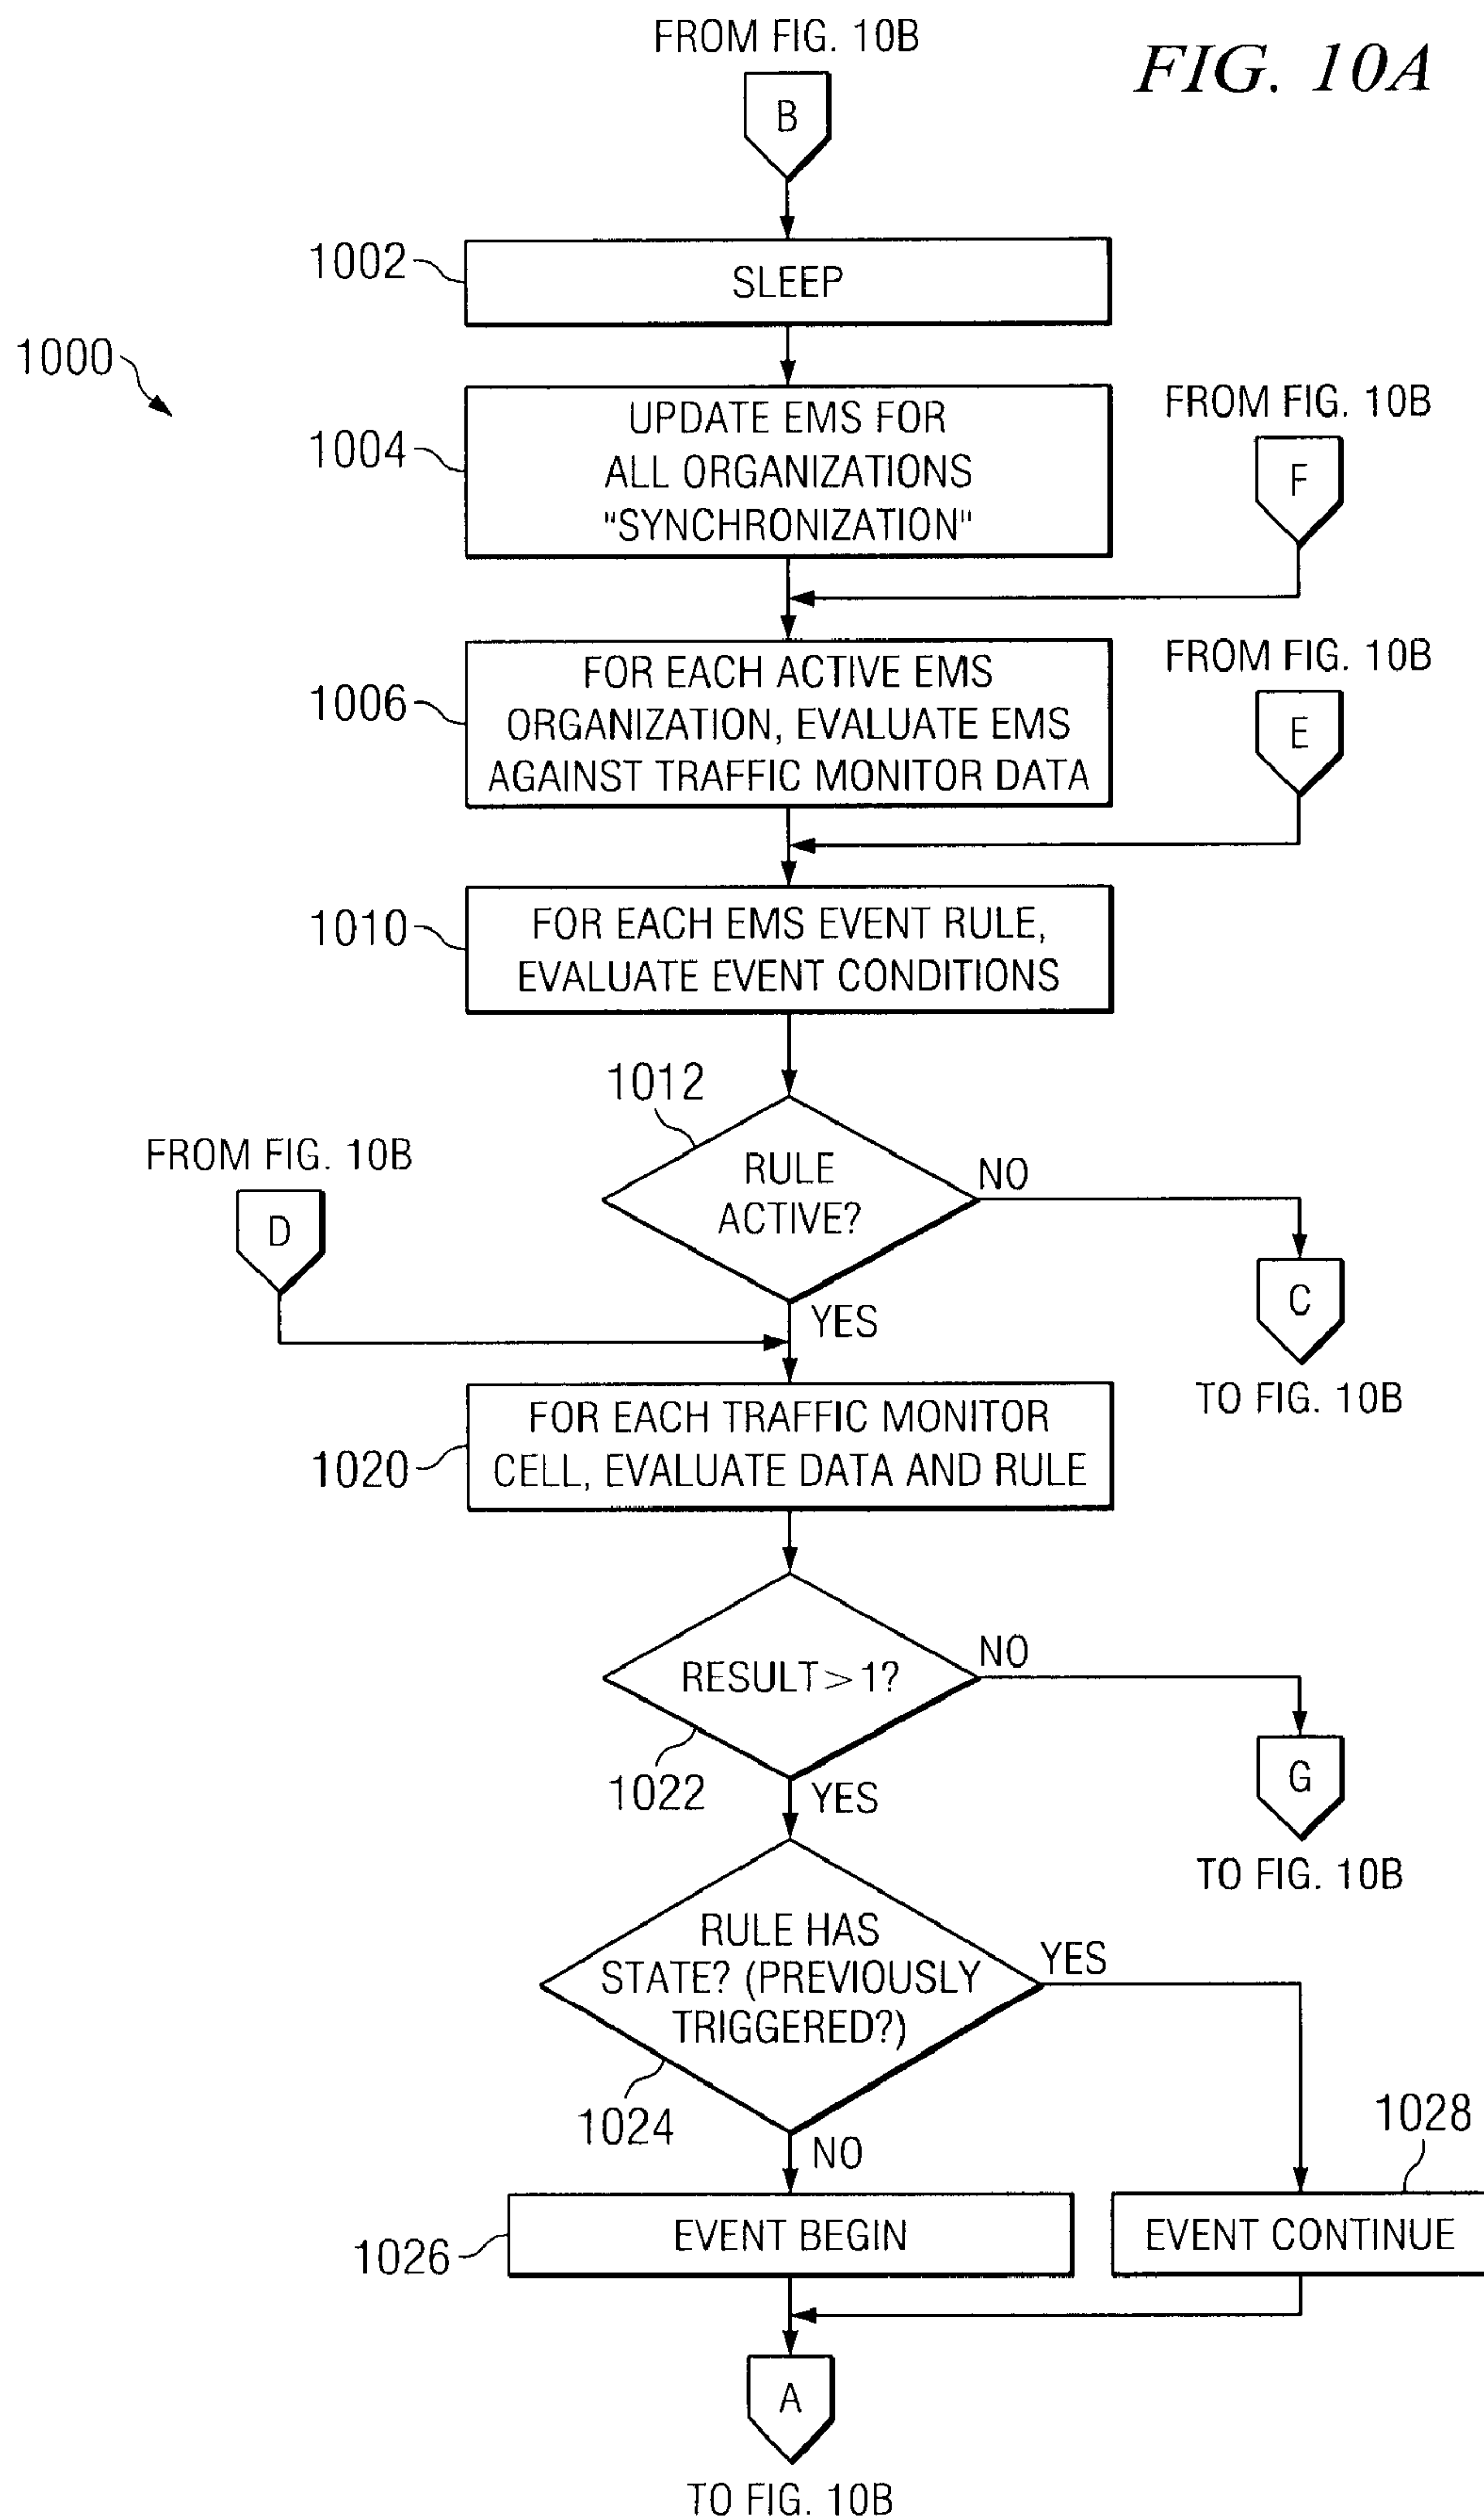 FROM FIG. 10B
FIG. 10A
B
1002
SLEEP
1000
1004
UPDATE EMS FOR
ALL ORGANIZATIONS
"SYNCHRONIZATION"
FROM FIG. 10B
F
1006
FOR EACH ACTIVE EMS
ORGANIZATION, EVALUATE EMS
AGAINST TRAFFIC MONITOR DATA
FROM FIG. 10B
E
1010
FOR EACH EMS EVENT RULE,
EVALUATE EVENT CONDITIONS
1012
RULE
ACTIVE?
NO
FROM FIG. 10B
D
YES
C
TO FIG. 10B
1020
FOR EACH TRAFFIC MONITOR
CELL, EVALUATE DATA AND RULE
RESULT > 1?
NO
1022
YES
G
TO FIG. 10B
RULE HAS
STATE? (PREVIOUSLY
TRIGGERED?)
YES
1024
NO
1028
1026
EVENT BEGIN
EVENT CONTINUE
A
TO FIG. 10B